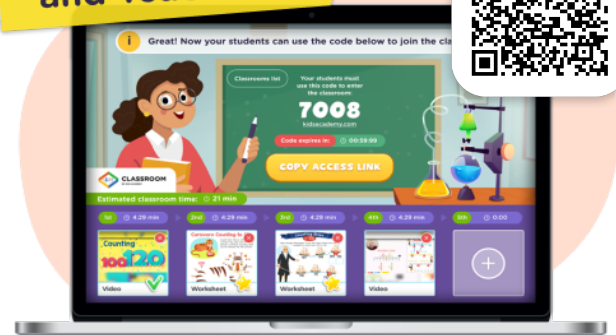 i Great! Now your students can use the code below to join the cla
Classrooms list
Your students must
use this code to enter
the classroom
7008
kidsacademy.com
Code expires in: 00:59:99
COPY ACCESS LINK
CLASSROOM
Estimated classroom time: 21 min
1st 4:29 min 2nd 4:29 min 3rd 4:29 min 4th 4:29 min 5th 0:00
Counting
100 120
Video
Worksheet
Worksheet
Video